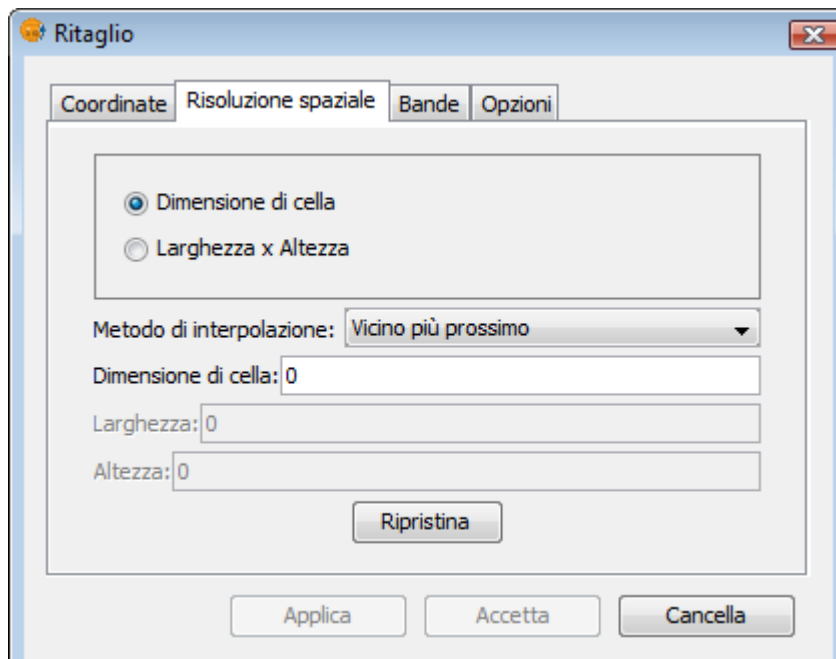 Ritaglio
Coordinate Risoluzione spaziale Bande Opzioni
Dimensione di cella
Larghezza x Altezza
Metodo di interpolazione: Vicino più prossimo
Dimensione di cella: 0
Larghezza: 0
Altezza: 0
Ripristina
Applica Accetta Cancella